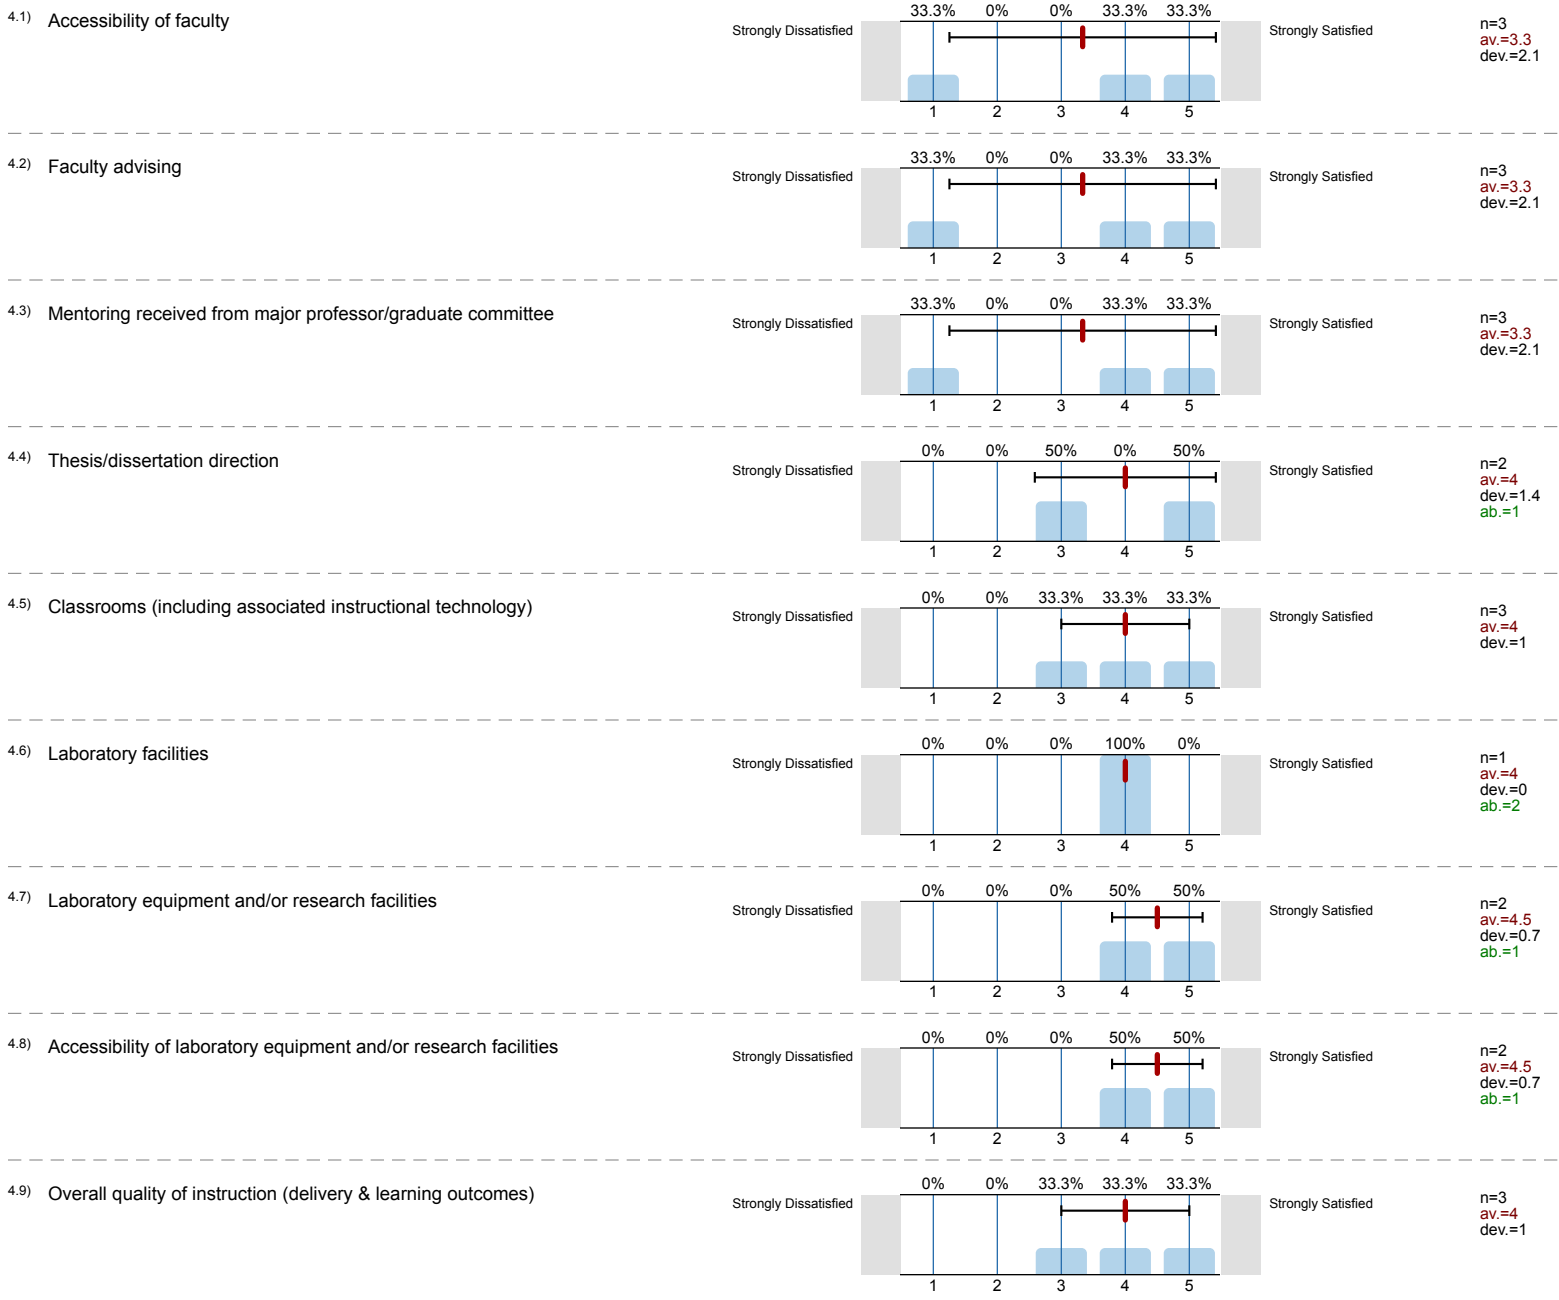 4.1) Accessibility of faculty
33.3% 0% 0% 33.3% 33.3%
Strongly Dissatisfied Strongly Satisfied
1 2 3 4 5
n=3
av.=3.3
dev.=2.1
4.2) Faculty advising
33.3% 0% 0% 33.3% 33.3%
Strongly Dissatisfied Strongly Satisfied
1 2 3 4 5
n=3
av.=3.3
dev.=2.1
4.3) Mentoring received from major professor/graduate committee
33.3% 0% 0% 33.3% 33.3%
Strongly Dissatisfied Strongly Satisfied
1 2 3 4 5
n=3
av.=3.3
dev.=2.1
4.4) Thesis/dissertation direction
0% 0% 50% 0% 50%
Strongly Dissatisfied Strongly Satisfied
1 2 3 4 5
n=2
av.=4
dev.=1.4
ab.=1
4.5) Classrooms (including associated instructional technology)
0% 0% 33.3% 33.3% 33.3%
Strongly Dissatisfied Strongly Satisfied
1 2 3 4 5
n=3
av.=4
dev.=1
4.6) Laboratory facilities
0% 0% 0% 100% 0%
Strongly Dissatisfied Strongly Satisfied
1 2 3 4 5
n=1
av.=4
dev.=0
ab.=2
4.7) Laboratory equipment and/or research facilities
0% 0% 0% 50% 50%
Strongly Dissatisfied Strongly Satisfied
1 2 3 4 5
n=2
av.=4.5
dev.=0.7
ab.=1
4.8) Accessibility of laboratory equipment and/or research facilities
0% 0% 0% 50% 50%
Strongly Dissatisfied Strongly Satisfied
1 2 3 4 5
n=2
av.=4.5
dev.=0.7
ab.=1
4.9) Overall quality of instruction (delivery & learning outcomes)
0% 0% 33.3% 33.3% 33.3%
Strongly Dissatisfied Strongly Satisfied
1 2 3 4 5
n=3
av.=4
dev.=1